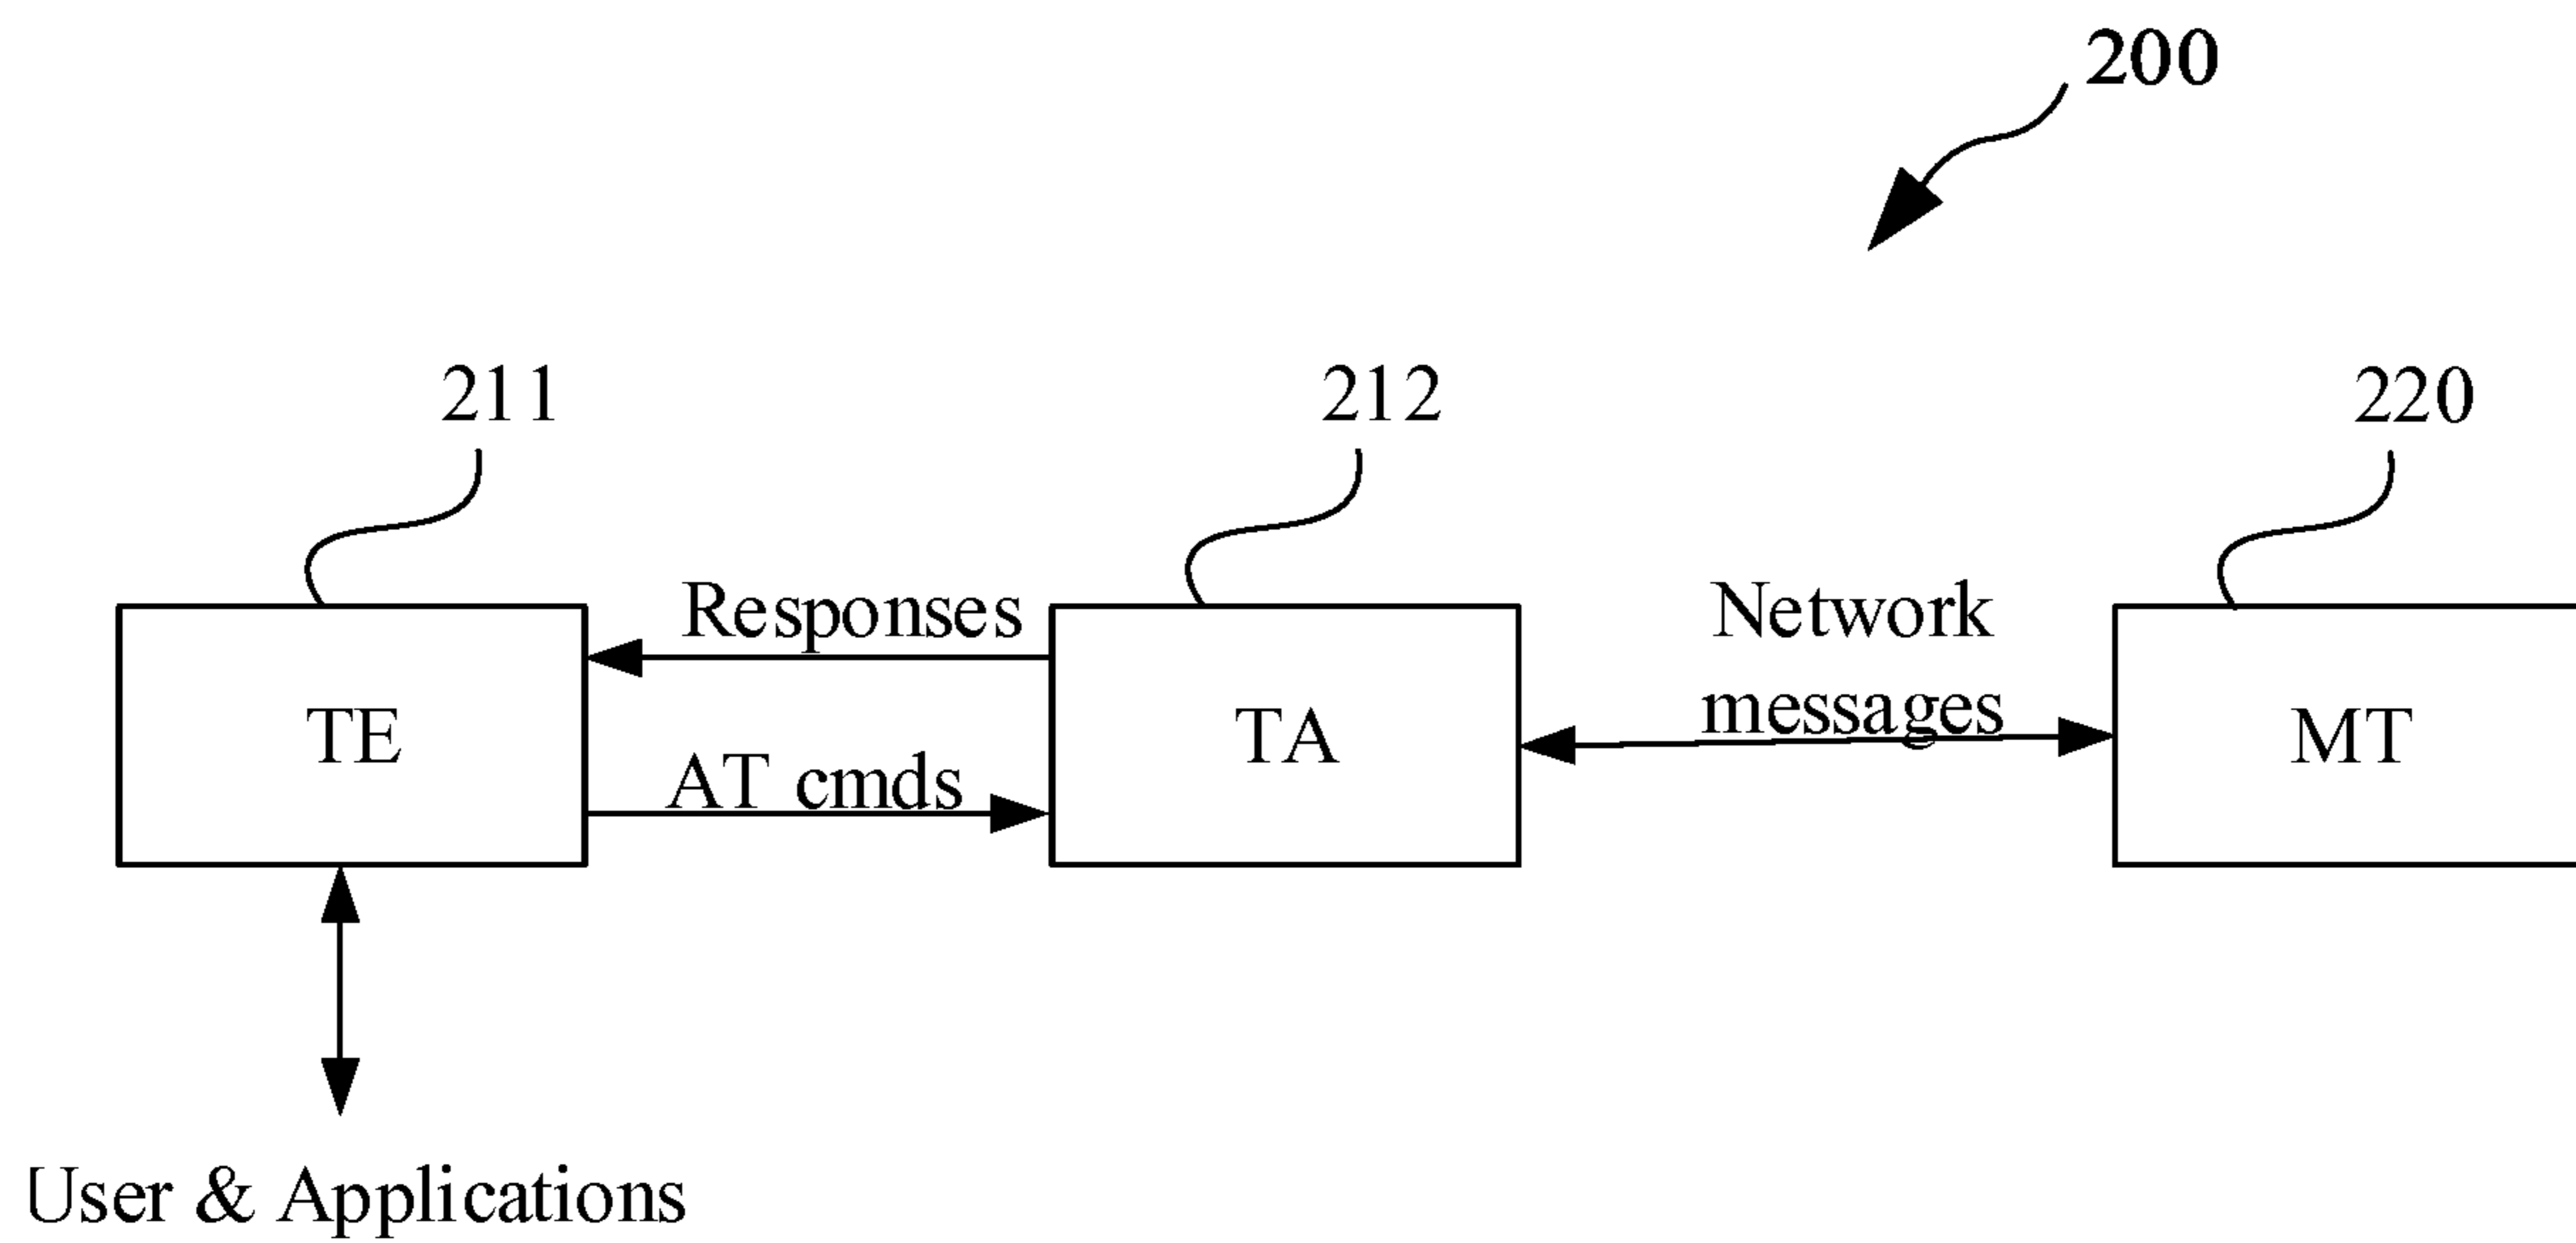 200
211
212
220
Responses
Network
messages
TE
TA
MT
AT cmds
User & Applications